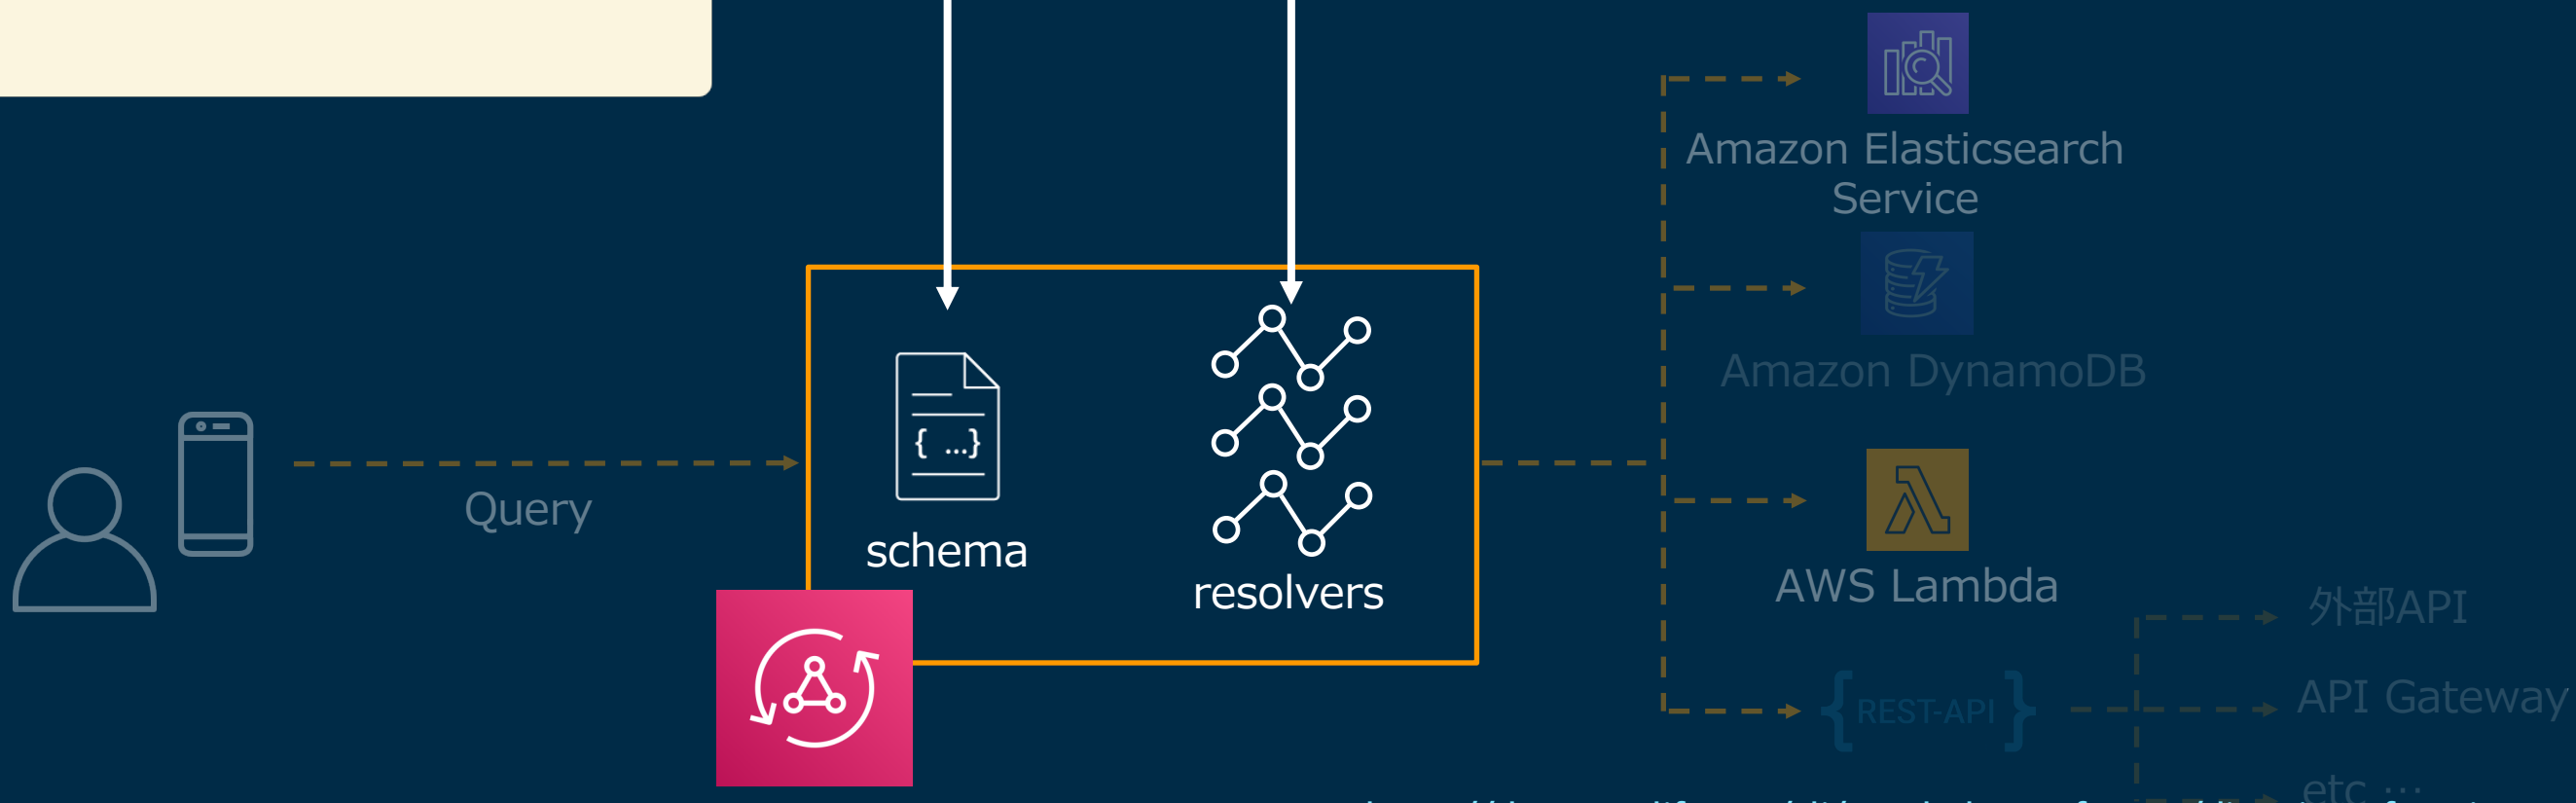 Amazon Elasticsearch
Service
Amazon DynamoDB
Query
{ ...}
schema
resolvers
AWS Lambda
{REST-API}
外部API
API Gateway
etc …